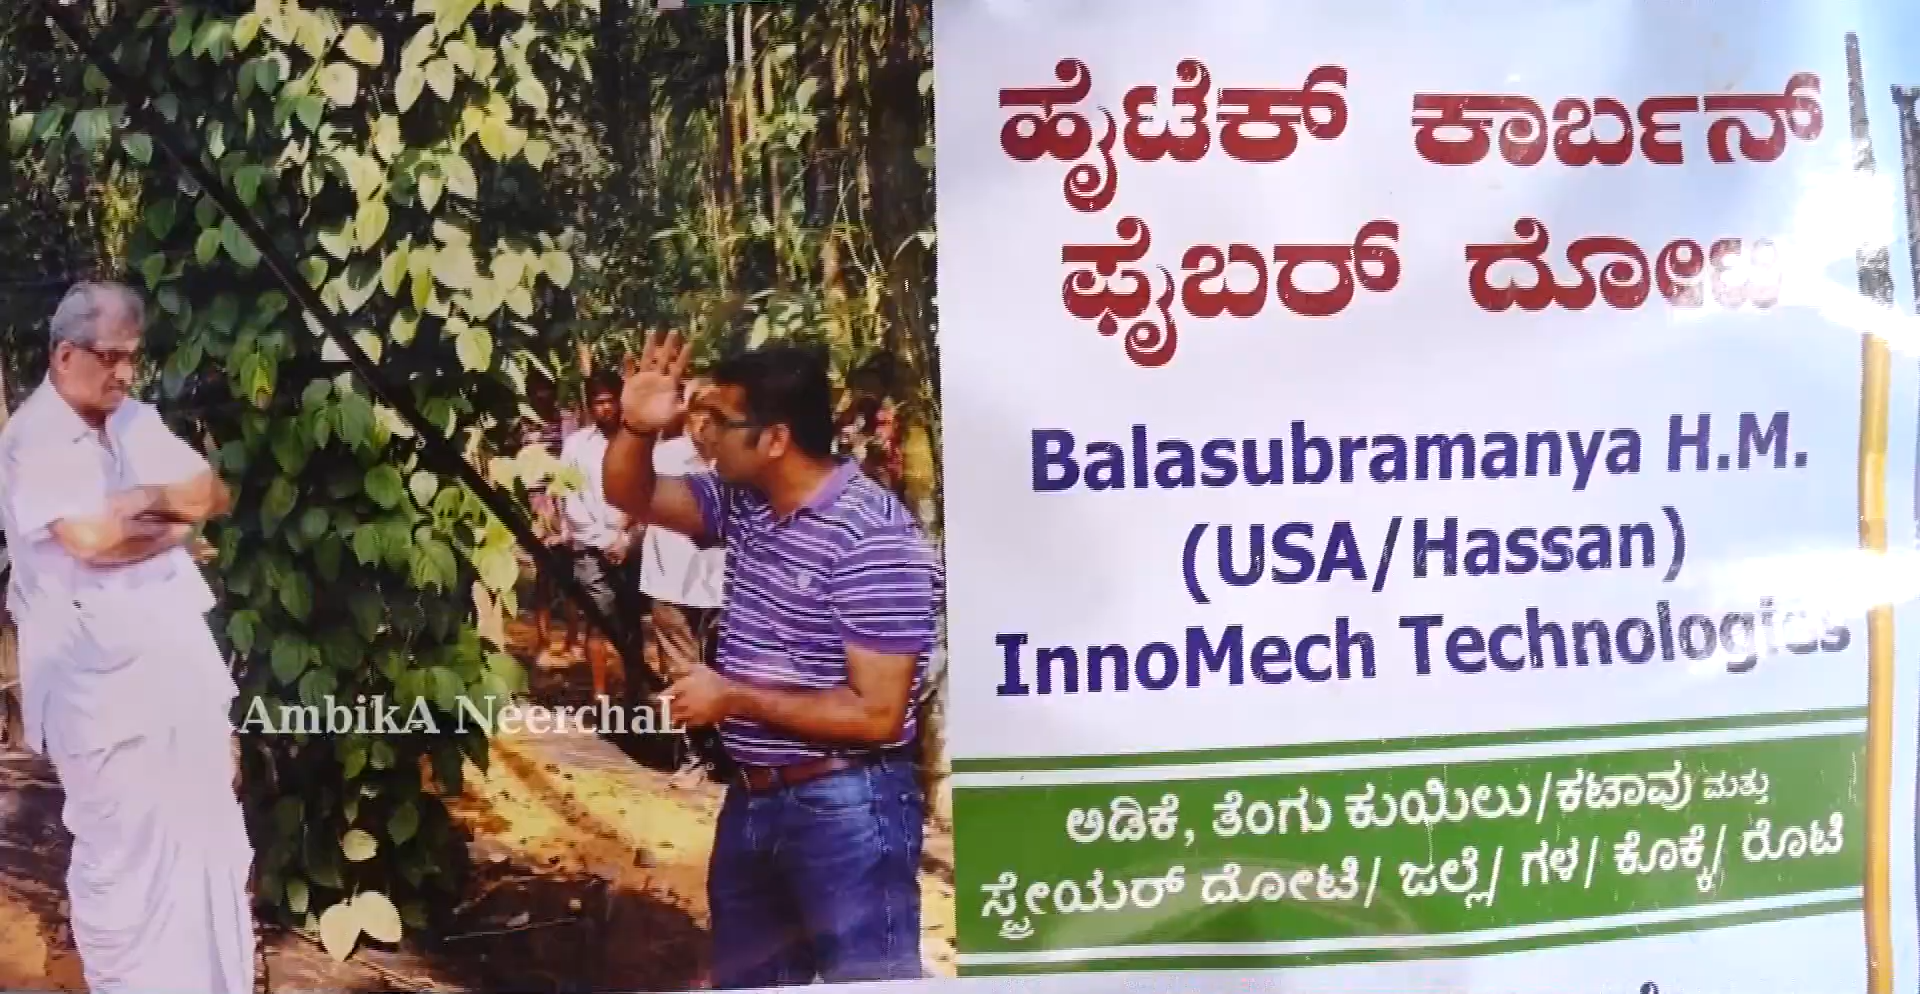 ಹೈಟೆಕ್ ಕಾರ್ಬನ್
ಫೈಬರ್ ದೋಟಿ
Balasubramanya H.M.
(USA/Hassan)
InnoMech Technologies
ಅಡಿಕೆ, ತೆಂಗು ಕುಯಿಲು/ಕಟಾವು ಮತ್ತು
ಸ್ಪ್ರೇಯರ್ ದೋಟಿ/ ಜಲ್ಲೆ/ ಗಳ/ ಕೊಕ್ಕೆ/ ರೊಟೆ
AmbikA NeerchaL